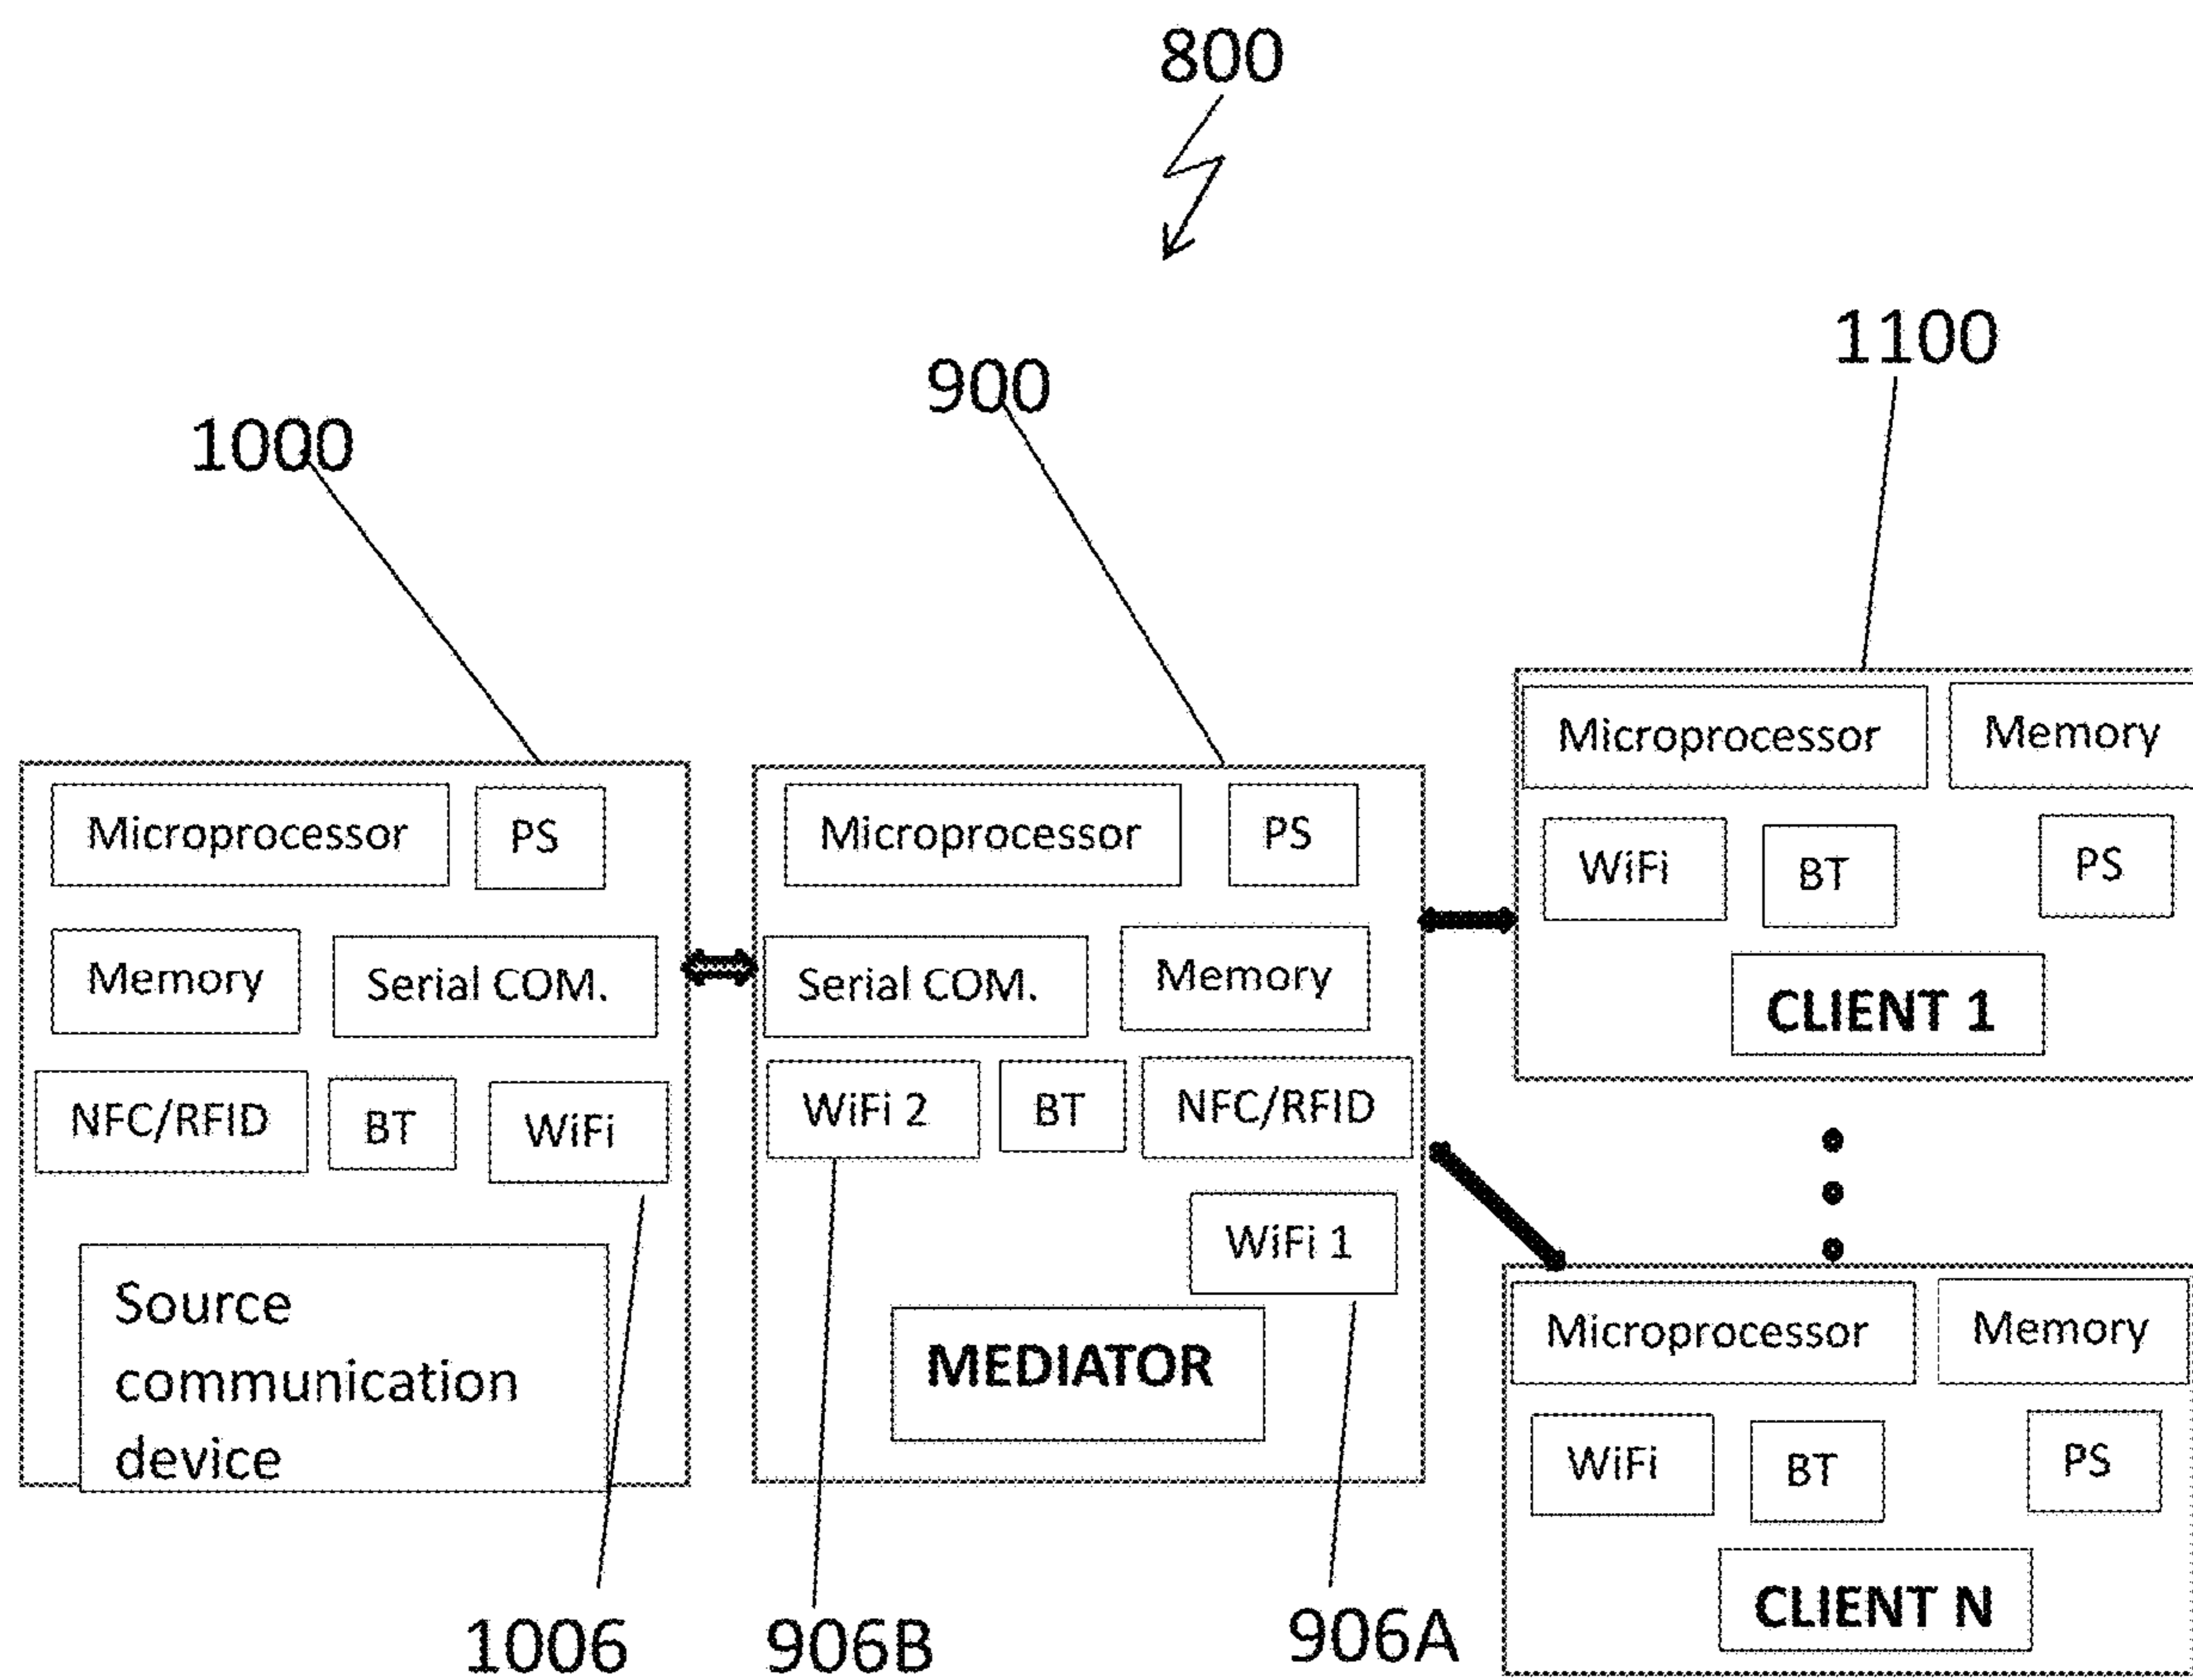 800
1100
900
1000
Microprocessor
PS
Memory
Serial COM.
NFC/RFID
BT
WiFi
Source
communication
device
1006
Microprocessor
PS
Serial COM.
Memory
WiFi 2
BT
NFC/RFID
WiFi 1
MEDIATOR
906B
906A
Microprocessor
Memory
WiFi
BT
PS
CLIENT 1
Microprocessor
Memory
WiFi
BT
PS
CLIENT N